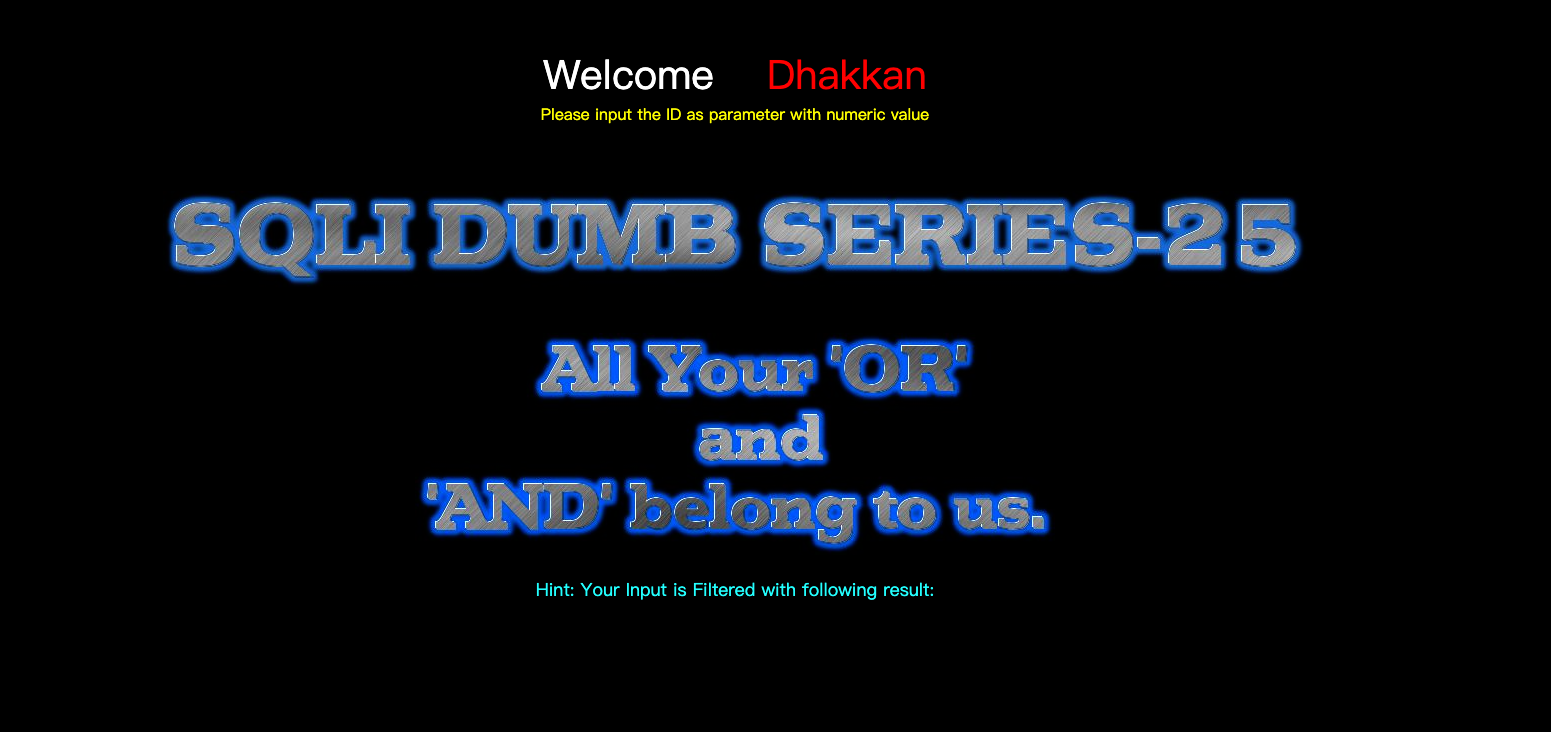 Welcome Dhakkan
Please input the ID as parameter with numeric value
SQLI DUMB SERIES-25
All Your 'OR'
and
'AND' belong to us.
Hint: Your Input is Filtered with following result: